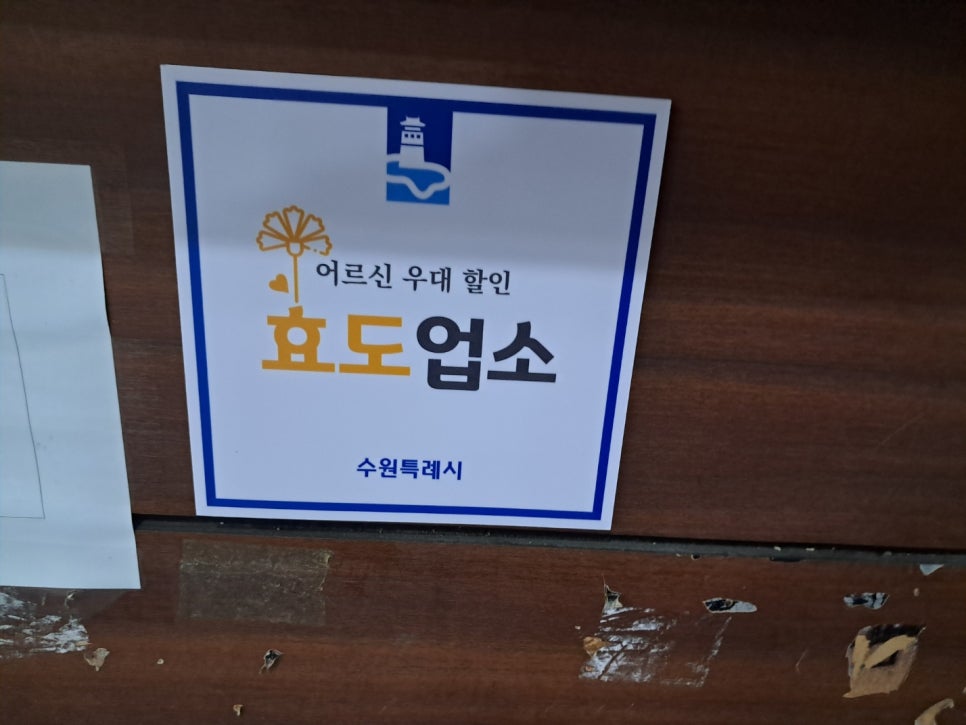 어르신 우대 할인
효도업소
수원특례시